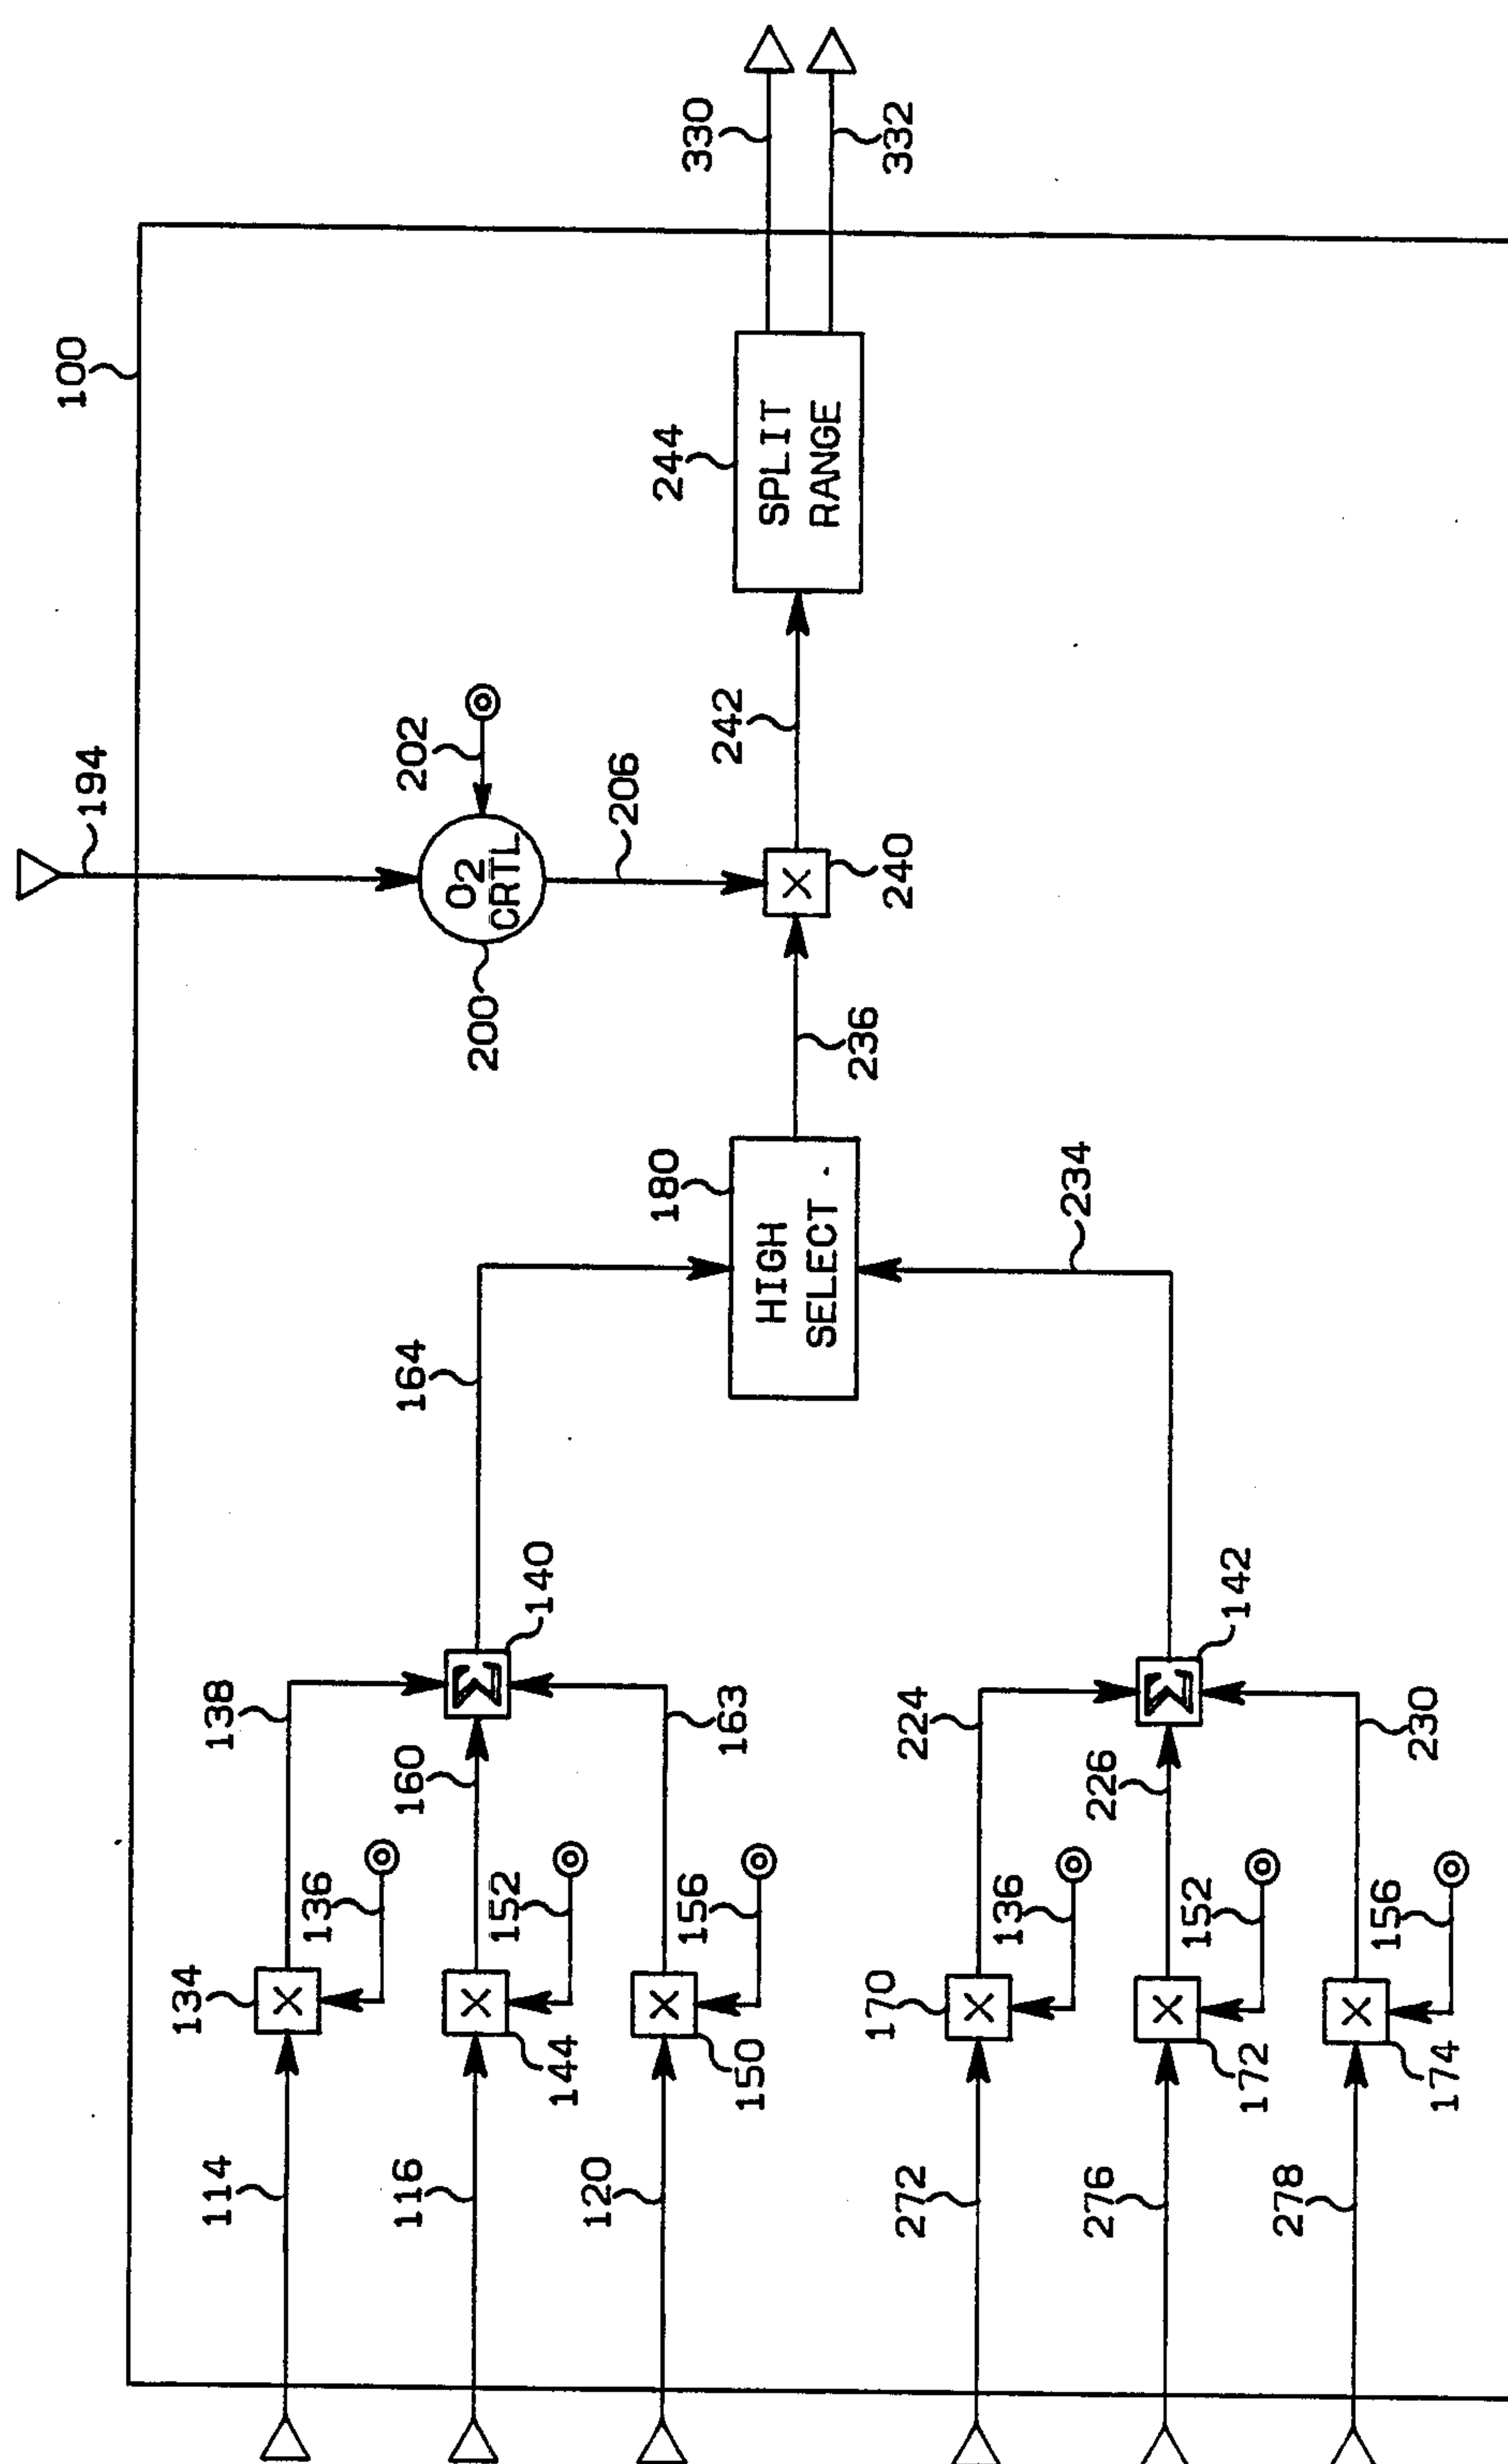 100
194
330
332
244
SPLIT
RANGE
202
O2
CRTL
200
206
242
240
236
180
HIGH
SELECT
164
234
114
134
136
138
140
116
144
152
160
120
150
156
163
272
170
136
224
142
276
172
152
226
278
174
156
230
Σ
Σ
X
X
X
X
X
X
X